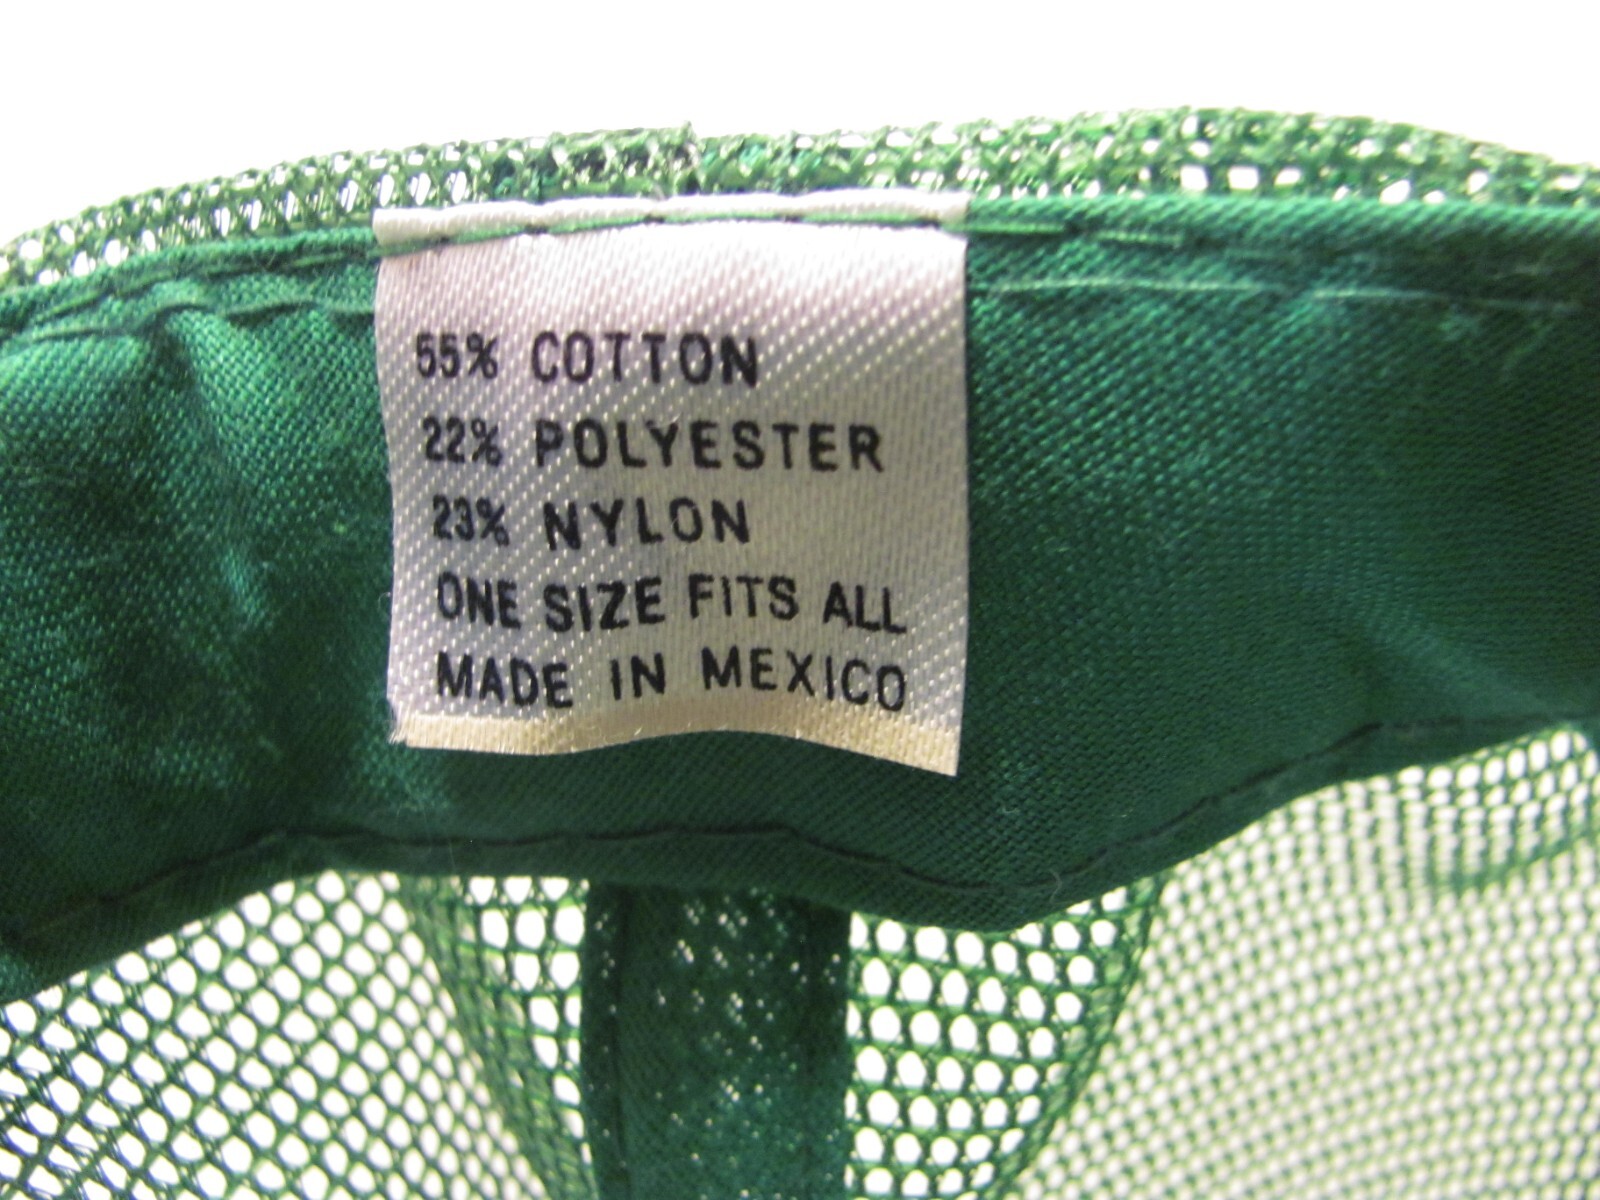 55% COTTON
22% POLYESTER
23% NYLON
ONE SIZE FITS ALL
MADE IN MEXICO